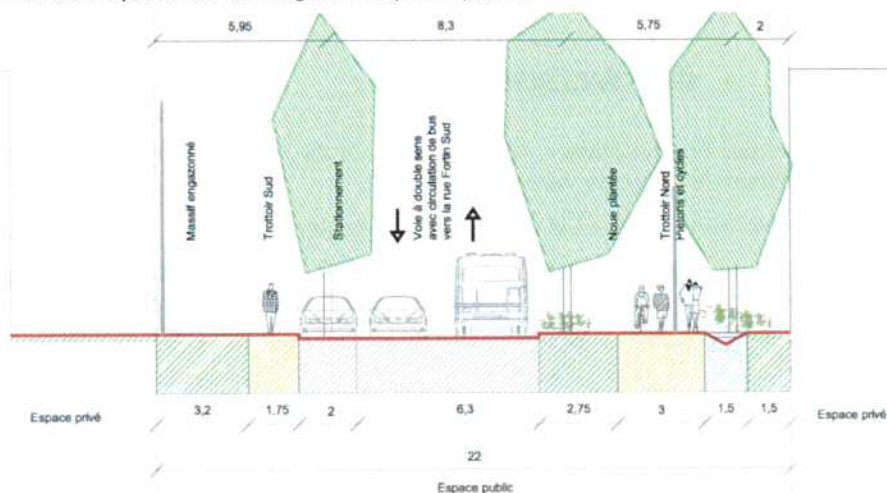 5,95
8,3
5,75
2
Massif engazonné
Trottoir Sud
Stationnement
Voie à double sens
avec circulation de bus
vers la rue Fortin Sud
Noue plantée
Trottoir Nord
Piétons et cycles
Espace privé
3,2
1,75
2
6,3
2,75
3
1,5
1,5
Espace privé
22
Espace public